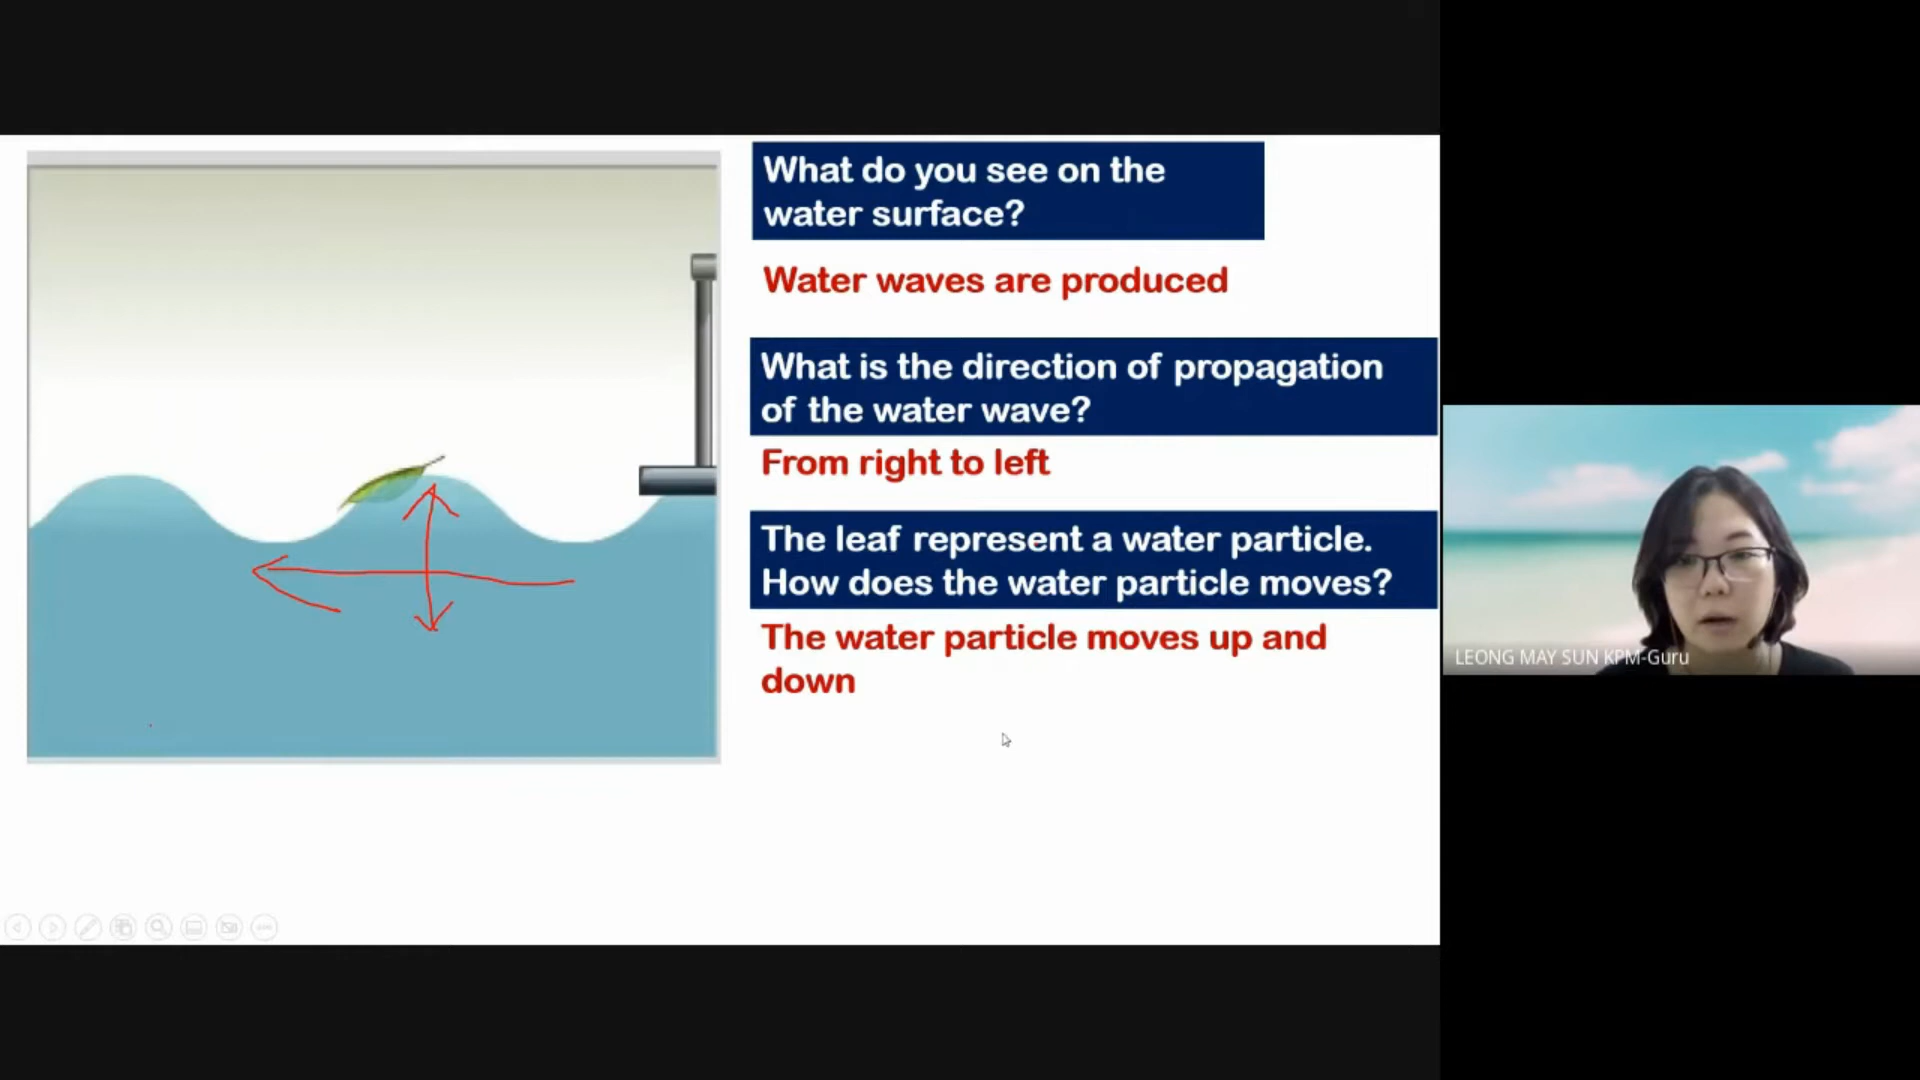 What do you see on the
water surface?
Water waves are produced
What is the direction of propagation
of the water wave?
From right to left
The leaf represent a water particle.
How does the water particle moves?
The water particle moves up and
down
LEONG MAY SUN KPM-Guru